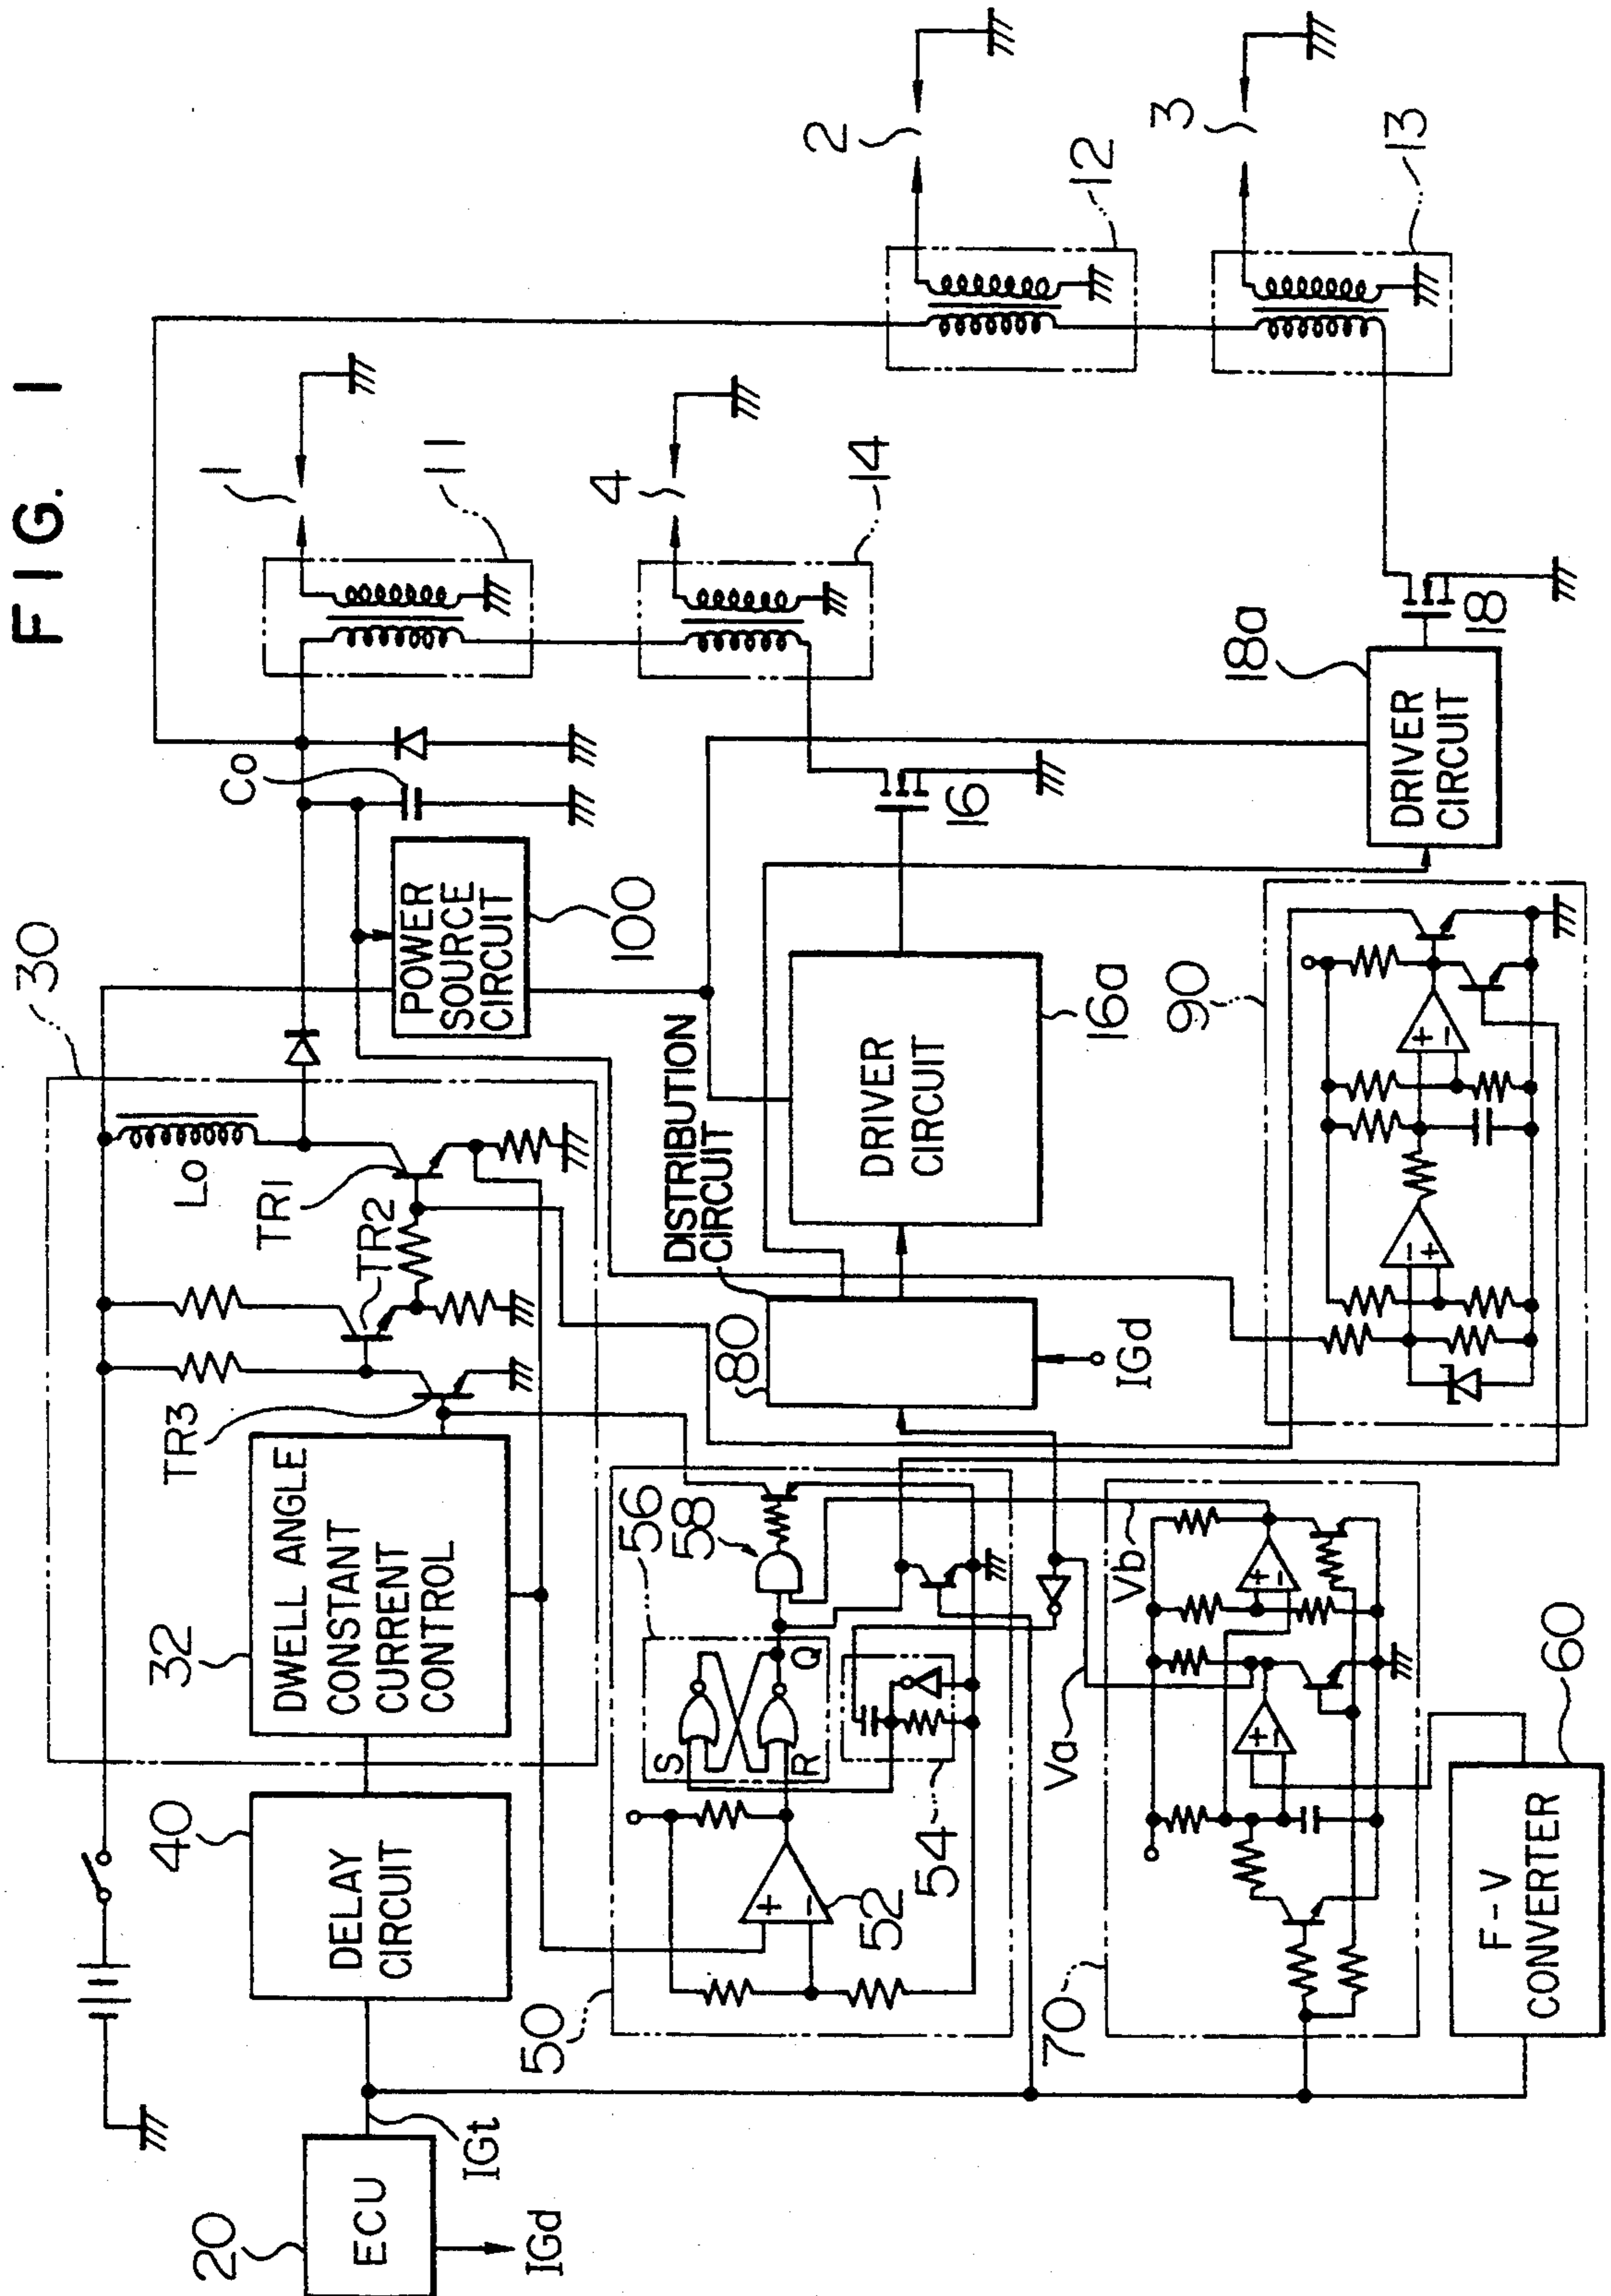 FIG. 1
20
ECU
IGt
IGd
40
DELAY
CIRCUIT
30
32
DWELL ANGLE
CONSTANT
CURRENT
CONTROL
TR3
TR2
TR1
Lo
POWER
SOURCE
CIRCUIT
100
Co
1
11
4
14
2
12
3
13
50
52
+
−
54
56
S
R
Q
58
DISTRIBUTION
CIRCUIT
80
IGd
DRIVER
CIRCUIT
16a
16
18a
DRIVER
CIRCUIT
18
70
Va
Vb
+
−
+
−
60
F-V
CONVERTER
90
−
+
+
−